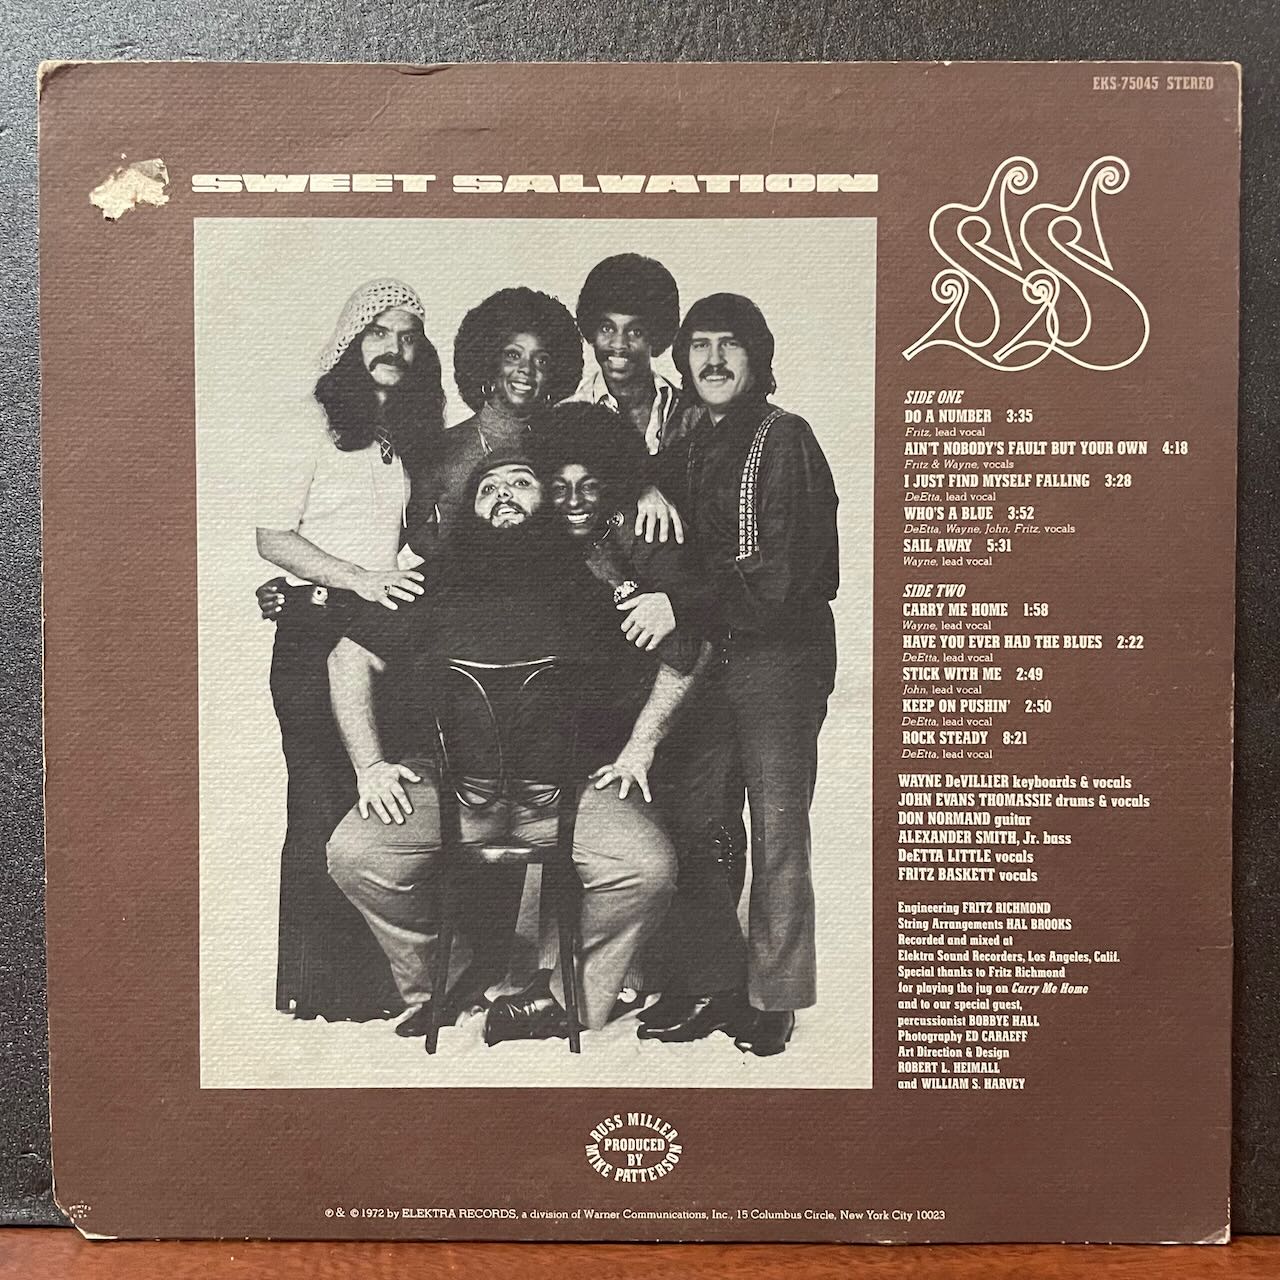 EKS-75045 STEREO
SWEET SALVATION
SS
SIDE ONE
DO A NUMBER 3:35
Fritz, lead vocal
AIN'T NOBODY'S FAULT BUT YOUR OWN 4:18
Fritz & Wayne, vocals
I JUST FIND MYSELF FALLING 3:28
DeEtta, lead vocal
WHO'S A BLUE 3:52
DeEtta, Wayne, John, Fritz, vocals
SAIL AWAY 5:31
Wayne, lead vocal
SIDE TWO
CARRY ME HOME 1:58
Wayne, lead vocal
HAVE YOU EVER HAD THE BLUES 2:22
DeEtta, lead vocal
STICK WITH ME 2:49
John, lead vocal
KEEP ON PUSHIN' 2:50
DeEtta, lead vocal
ROCK STEADY 8:21
DeEtta, lead vocal
WAYNE DeVILLIER keyboards & vocals
JOHN EVANS THOMASSIE drums & vocals
DON NORMAND guitar
ALEXANDER SMITH, Jr. bass
DeETTA LITTLE vocals
FRITZ BASKETT vocals
Engineering FRITZ RICHMOND
String Arrangements HAL BROOKS
Recorded and mixed at
Elektra Sound Recorders, Los Angeles, Calif.
Special thanks to Fritz Richmond
for playing the jug on Carry Me Home
and to our special guest,
percussionist BOBBYE HALL
Photography ED CARAEFF
Art Direction & Design
ROBERT L. HEIMALL
and WILLIAM S. HARVEY
RUSS MILLER
PRODUCED
BY
MIKE PATTERSON
℗ & © 1972 by ELEKTRA RECORDS, a division of Warner Communications, Inc., 15 Columbus Circle, New York City 10023
PRINTED
IN
U.S.A.